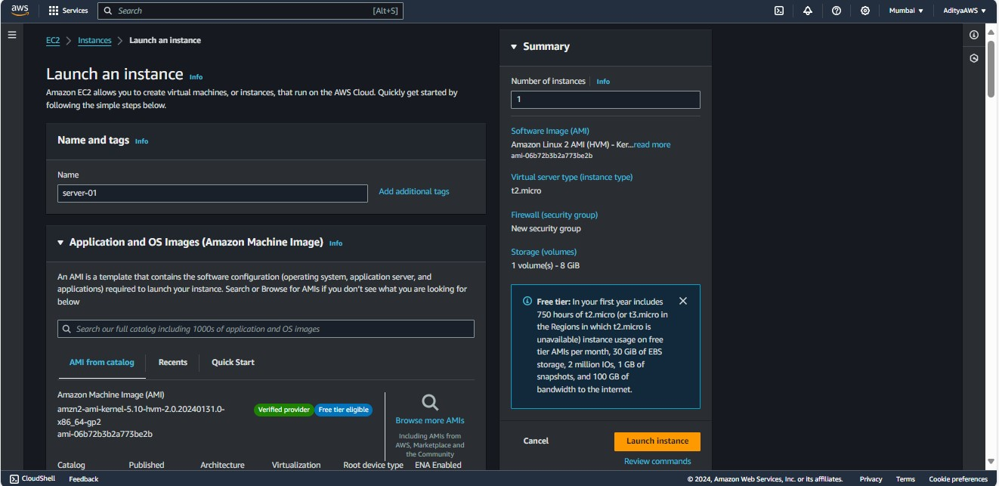 aws
Services
Search
[Alt+S]
Mumbai
AdityaAWS
EC2
Instances
Launch an instance
Launch an instance Info
Amazon EC2 allows you to create virtual machines, or instances, that run on the AWS Cloud. Quickly get started by
following the simple steps below.
Name and tags Info
Name
server-01
Add additional tags
Application and OS Images (Amazon Machine Image) Info
An AMI is a template that contains the software configuration (operating system, application server, and
applications) required to launch your instance. Search or Browse for AMIs if you don't see what you are looking for
below
Search our full catalog including 1000s of application and OS images
AMI from catalog
Recents
Quick Start
Amazon Machine Image (AMI)
amzn2-ami-kernel-5.10-hvm-2.0.20240131.0-
x86_64-gp2
ami-06b72b3b2a773be2b
Verified provider
Free tier eligible
Browse more AMIs
Including AMIs from
AWS, Marketplace and
the Community
Catalog
Published
Architecture
Virtualization
Root device type
ENA Enabled
Summary
Number of instances Info
1
Software Image (AMI)
Amazon Linux 2 AMI (HVM) - Ker...read more
ami-06b72b3b2a773be2b
Virtual server type (instance type)
t2.micro
Firewall (security group)
New security group
Storage (volumes)
1 volume(s) - 8 GiB
Free tier: In your first year includes
750 hours of t2.micro (or t3.micro in
the Regions in which t2.micro is
unavailable) instance usage on free
tier AMIs per month, 30 GiB of EBS
storage, 2 million IOs, 1 GB of
snapshots, and 100 GB of
bandwidth to the internet.
Cancel
Launch instance
Review commands
CloudShell
Feedback
© 2024, Amazon Web Services, Inc. or its affiliates.
Privacy
Terms
Cookie preferences